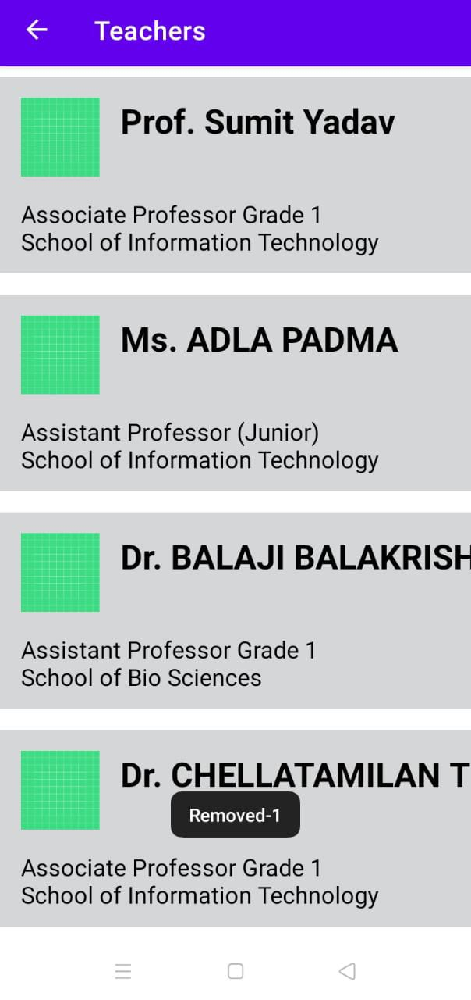 Teachers
Prof. Sumit Yadav
Associate Professor Grade 1
School of Information Technology
Ms. ADLA PADMA
Assistant Professor (Junior)
School of Information Technology
Dr. BALAJI BALAKRISH
Assistant Professor Grade 1
School of Bio Sciences
Dr. CHELLATAMILAN T
Removed-1
Associate Professor Grade 1
School of Information Technology